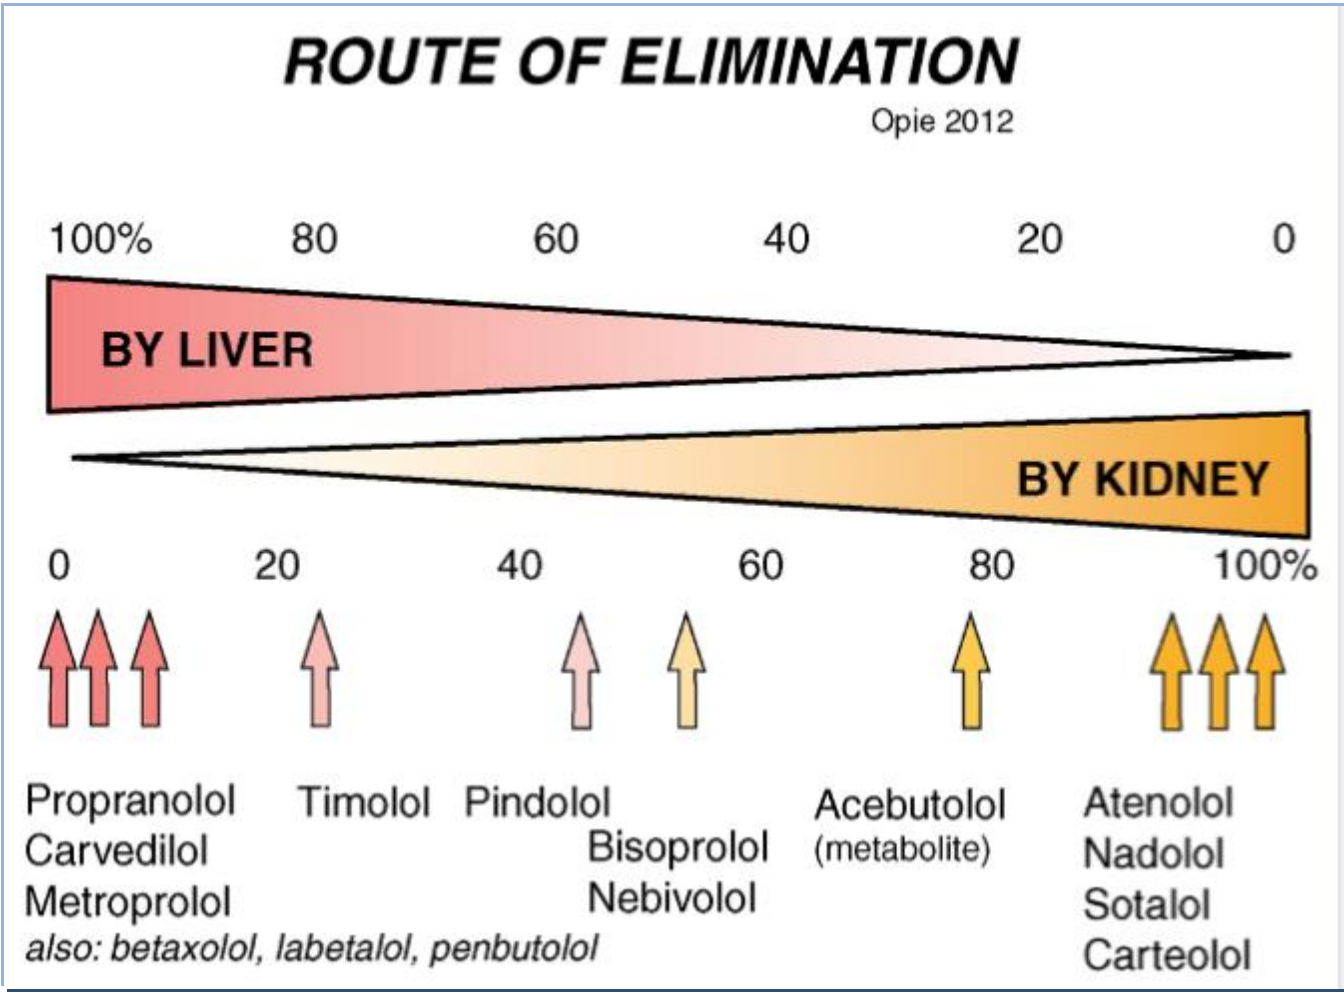 ROUTE OF ELIMINATION
Opie 2012
100% 80 60 40 20 0
BY LIVER
BY KIDNEY
0 20 40 60 80 100%
Propranolol Timolol Pindolol Acebutolol Atenolol
Carvedilol Bisoprolol (metabolite) Nadolol
Metroprolol Nebivolol Sotalol
also: betaxolol, labetalol, penbutolol Carteolol